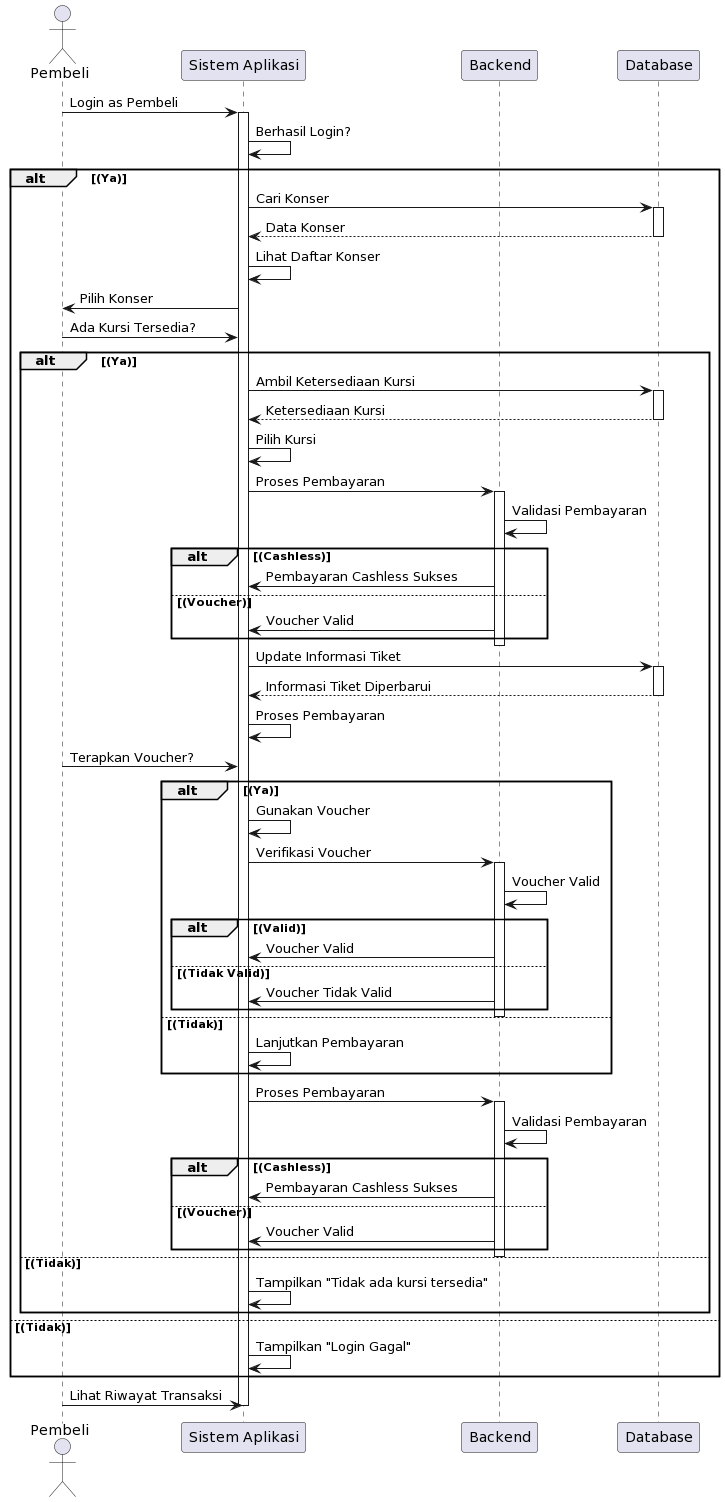 Pembeli
Sistem Aplikasi
Backend
Database
Login as Pembeli
Berhasil Login?
alt [(Ya)]
Cari Konser
Data Konser
Lihat Daftar Konser
Pilih Konser
Ada Kursi Tersedia?
alt [(Ya)]
Ambil Ketersediaan Kursi
Ketersediaan Kursi
Pilih Kursi
Proses Pembayaran
Validasi Pembayaran
alt [(Cashless)]
Pembayaran Cashless Sukses
[(Voucher)]
Voucher Valid
Update Informasi Tiket
Informasi Tiket Diperbarui
Proses Pembayaran
Terapkan Voucher?
alt [(Ya)]
Gunakan Voucher
Verifikasi Voucher
Voucher Valid
alt [(Valid)]
Voucher Valid
[(Tidak Valid)]
Voucher Tidak Valid
[(Tidak)]
Lanjutkan Pembayaran
Proses Pembayaran
Validasi Pembayaran
alt [(Cashless)]
Pembayaran Cashless Sukses
[(Voucher)]
Voucher Valid
[(Tidak)]
Tampilkan "Tidak ada kursi tersedia"
[(Tidak)]
Tampilkan "Login Gagal"
Lihat Riwayat Transaksi
Pembeli
Sistem Aplikasi
Backend
Database